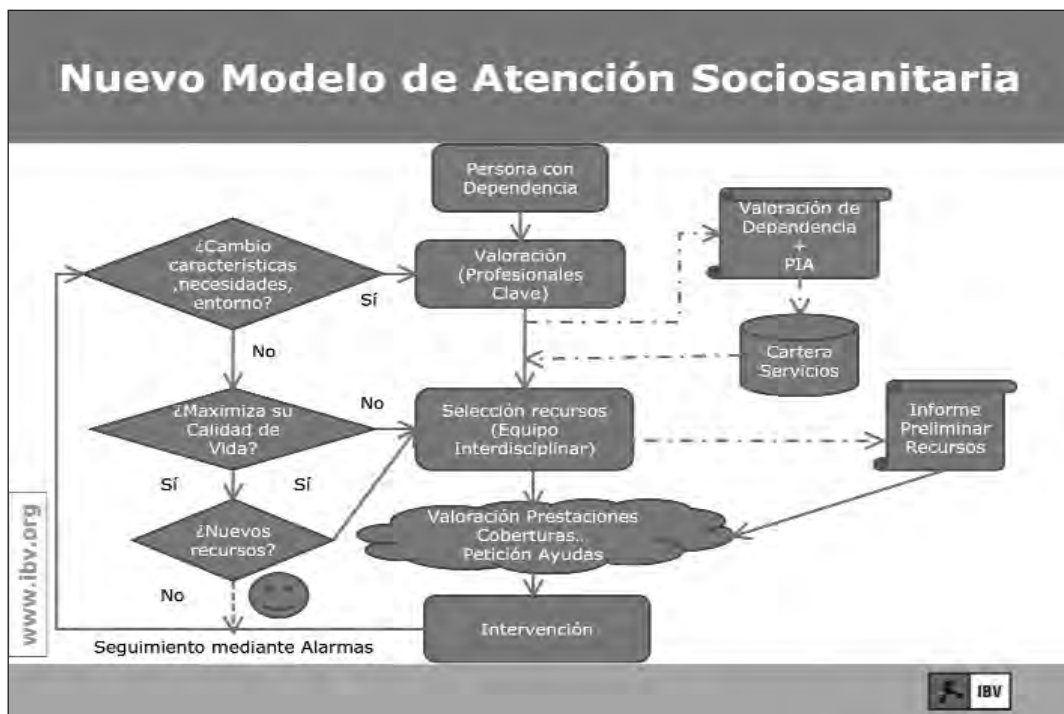 Nuevo Modelo de Atención Sociosanitaria
Persona con
Dependencia
Valoración de
Dependencia
+
PIA
¿Cambio
características
,necesidades,
entorno?
Sí
Valoración
(Profesionales
Clave)
No
Cartera
Servicios
¿Maximiza su
Calidad de
Vida?
No
Selección recursos
(Equipo
Interdisciplinar)
Informe
Preliminar
Recursos
Sí
Sí
¿Nuevos
recursos?
Valoración Prestaciones
Coberturas..
Petición Ayudas
No
Intervención
Seguimiento mediante Alarmas
www.ibv.org
IBV